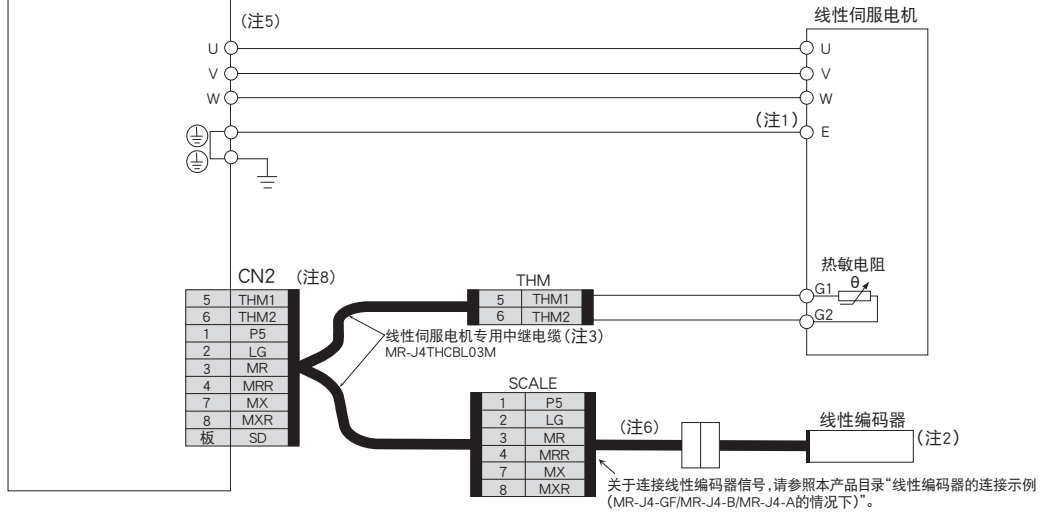 (注5)
线性伺服电机
U U
V V
W W
(注1) E
CN2 (注8)
5 THM1
6 THM2
1 P5
2 LG
3 MR
4 MRR
7 MX
8 MXR
板 SD
THM
5 THM1
6 THM2
热敏电阻
θ
G1
G2
线性伺服电机专用中继电缆(注3)
MR-J4THCBL03M
SCALE
1 P5
2 LG
3 MR
4 MRR
7 MX
8 MXR
(注6)
线性编码器
(注2)
关于连接线性编码器信号,请参照本产品目录“线性编码器的连接示例
(MR-J4-GF/MR-J4-B/MR-J4-A的情况下)”。